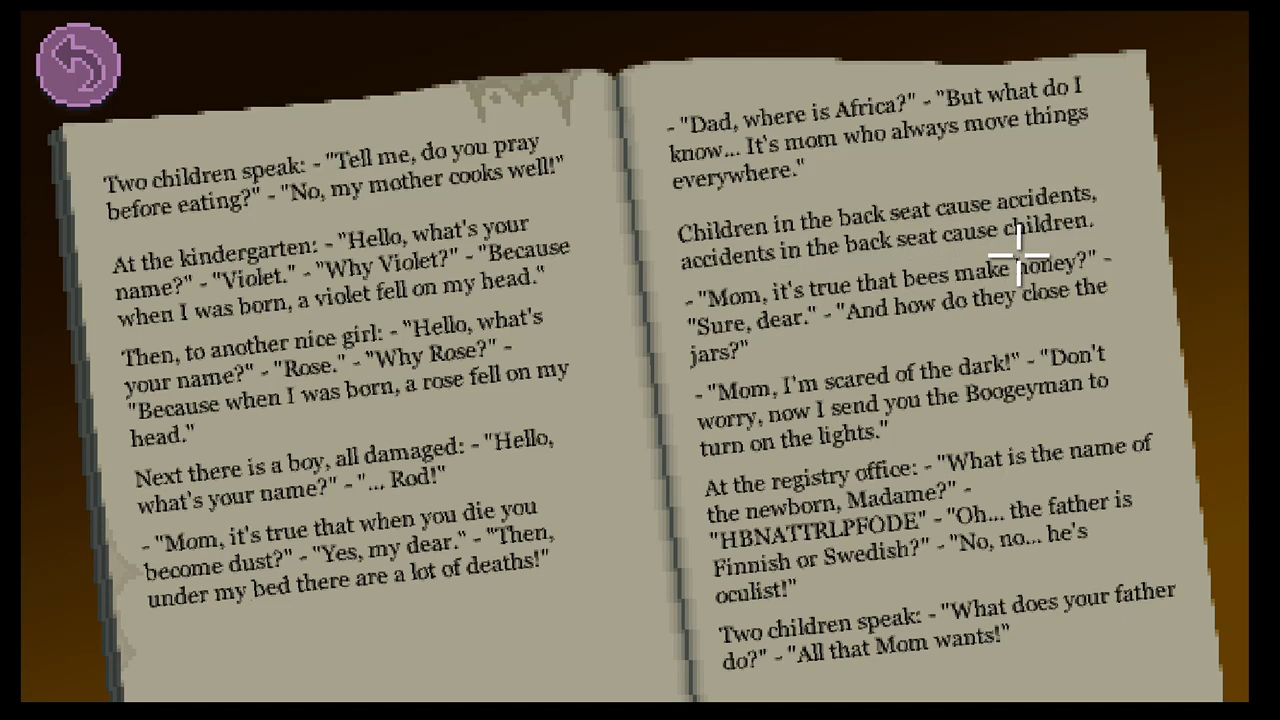 Two children speak: - "Tell me, do you pray
before eating?" - "No, my mother cooks well!"
At the kindergarten: - "Hello, what's your
name?" - "Violet." - "Why Violet?" - "Because
when I was born, a violet fell on my head."
Then, to another nice girl: - "Hello, what's
your name?" - "Rose." - "Why Rose?" -
"Because when I was born, a rose fell on my
head."
Next there is a boy, all damaged: - "Hello,
what's your name?" - "... Rod!"
- "Mom, it's true that when you die you
become dust?" - "Yes, my dear." - "Then,
under my bed there are a lot of deaths!"
- "Dad, where is Africa?" - "But what do I
know... It's mom who always move things
everywhere."
Children in the back seat cause accidents,
accidents in the back seat cause children.
- "Mom, it's true that bees make honey?" -
"Sure, dear." - "And how do they close the
jars?"
- "Mom, I'm scared of the dark!" - "Don't
worry, now I send you the Boogeyman to
turn on the lights."
At the registry office: - "What is the name of
the newborn, Madame?" -
"HBNATTRLPFODE" - "Oh... the father is
Finnish or Swedish?" - "No, no... he's
oculist!"
Two children speak: - "What does your father
do?" - "All that Mom wants!"